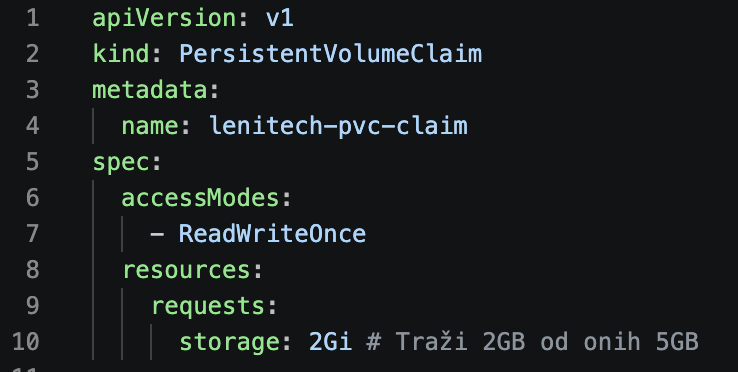 1 apiVersion: v1
2 kind: PersistentVolumeClaim
3 metadata:
4   name: lenitech-pvc-claim
5 spec:
6   accessModes:
7     - ReadWriteOnce
8   resources:
9     requests:
10       storage: 2Gi # Traži 2GB od onih 5GB